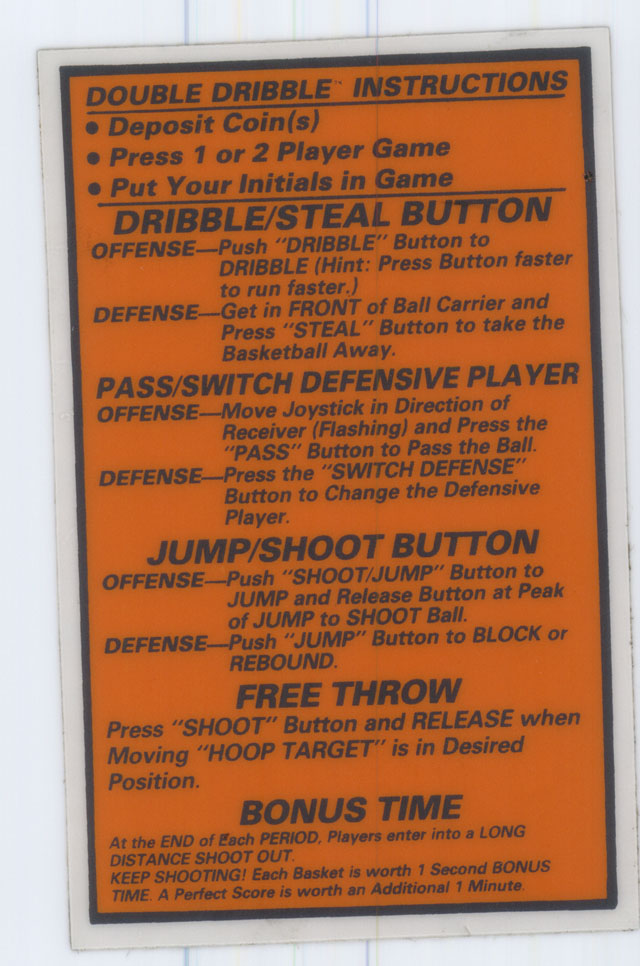 DOUBLE DRIBBLE™ INSTRUCTIONS
• Deposit Coin(s)
• Press 1 or 2 Player Game
• Put Your Initials in Game
DRIBBLE/STEAL BUTTON
OFFENSE—Push "DRIBBLE" Button to
DRIBBLE (Hint: Press Button faster
to run faster.)
DEFENSE—Get in FRONT of Ball Carrier and
Press "STEAL" Button to take the
Basketball Away.
PASS/SWITCH DEFENSIVE PLAYER
OFFENSE—Move Joystick in Direction of
Receiver (Flashing) and Press the
"PASS" Button to Pass the Ball.
DEFENSE—Press the "SWITCH DEFENSE"
Button to Change the Defensive
Player.
JUMP/SHOOT BUTTON
OFFENSE—Push "SHOOT/JUMP" Button to
JUMP and Release Button at Peak
of JUMP to SHOOT Ball.
DEFENSE—Push "JUMP" Button to BLOCK or
REBOUND.
FREE THROW
Press "SHOOT" Button and RELEASE when
Moving "HOOP TARGET" is in Desired
Position.
BONUS TIME
At the END of Each PERIOD, Players enter into a LONG
DISTANCE SHOOT OUT.
KEEP SHOOTING! Each Basket is worth 1 Second BONUS
TIME. A Perfect Score is worth an Additional 1 Minute.